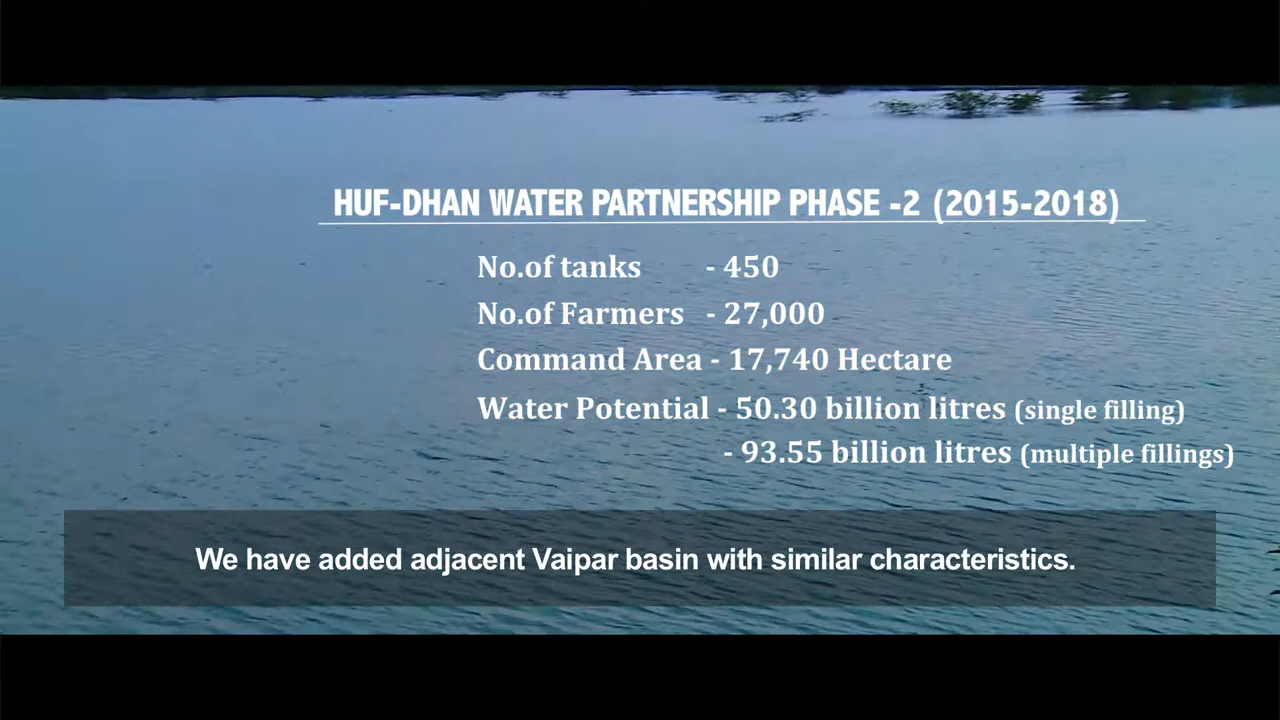 HUF-DHAN WATER PARTNERSHIP PHASE -2 (2015-2018)
No.of tanks - 450
No.of Farmers - 27,000
Command Area - 17,740 Hectare
Water Potential - 50.30 billion litres (single filling)
- 93.55 billion litres (multiple fillings)
We have added adjacent Vaipar basin with similar characteristics.